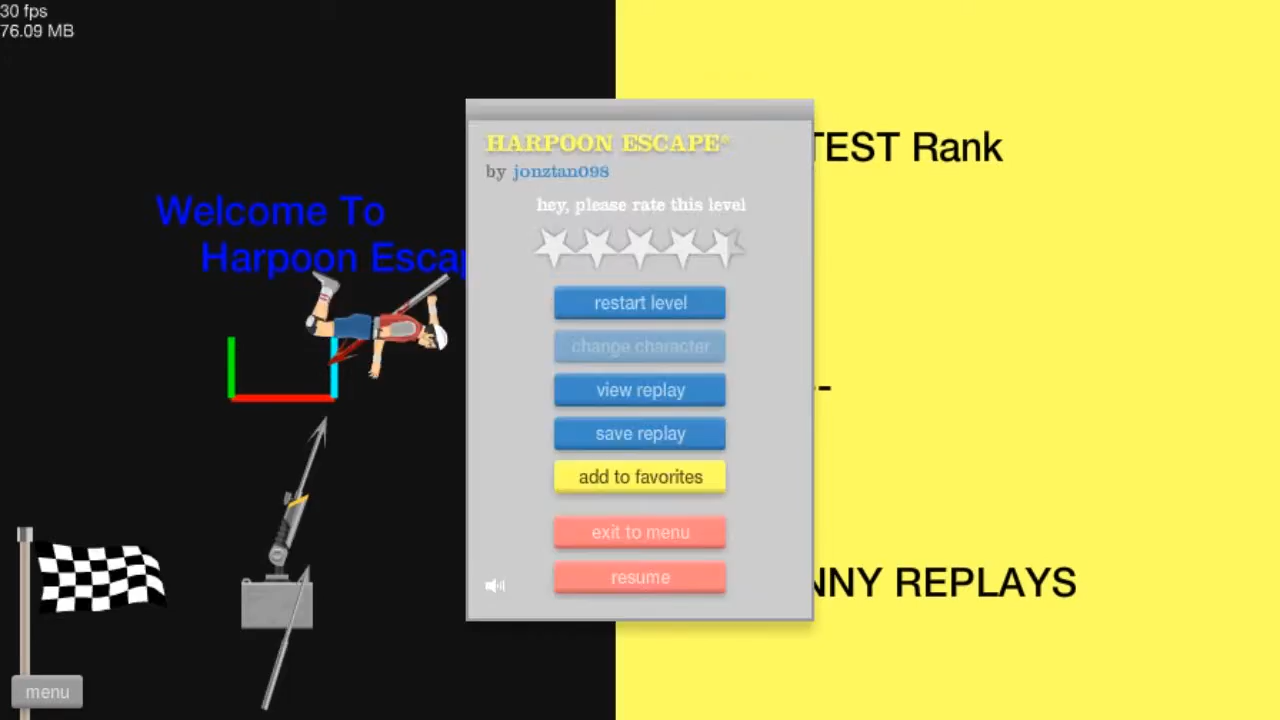 30 fps
76.09 MB
Welcome To
Harpoon Escap
HARPOON ESCAPE
by jonztan098
hey, please rate this level
restart level
change character
view replay
save replay
add to favorites
exit to menu
resume
TEST Rank
--
NNY REPLAYS
menu